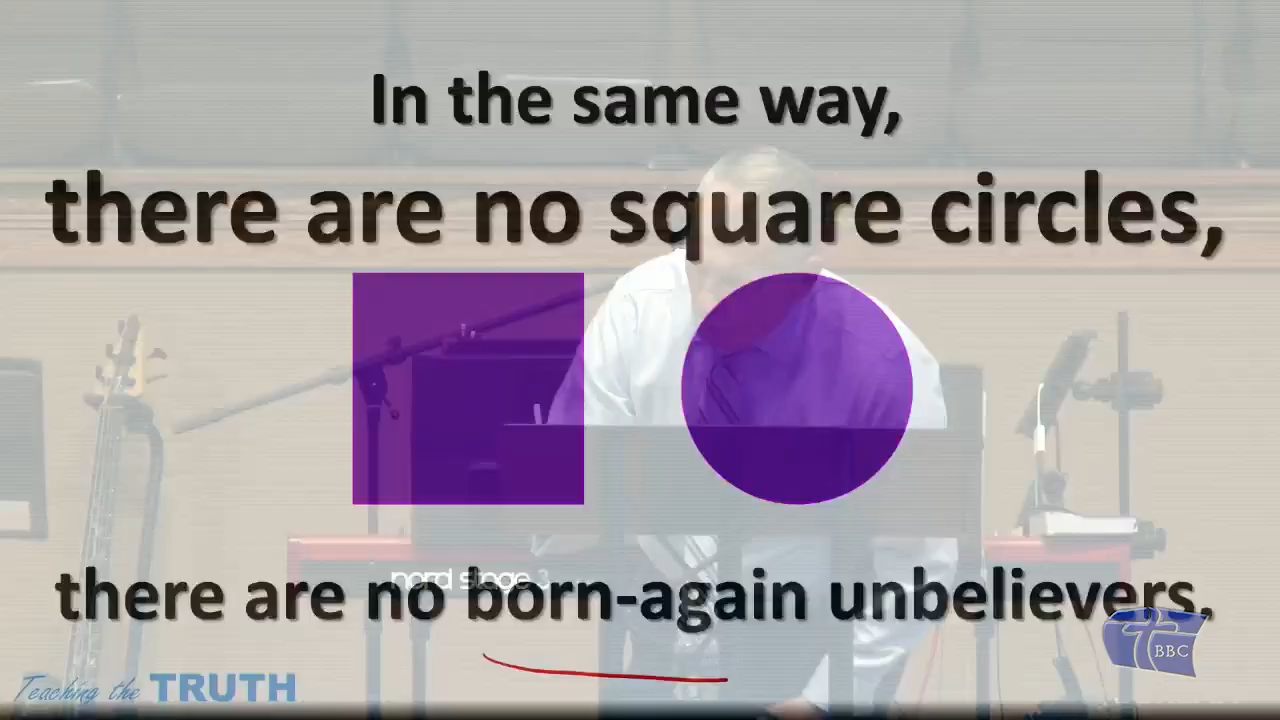 In the same way,
there are no square circles,
there are no born-again unbelievers.
nord stage 3
BBC
Teaching the TRUTH